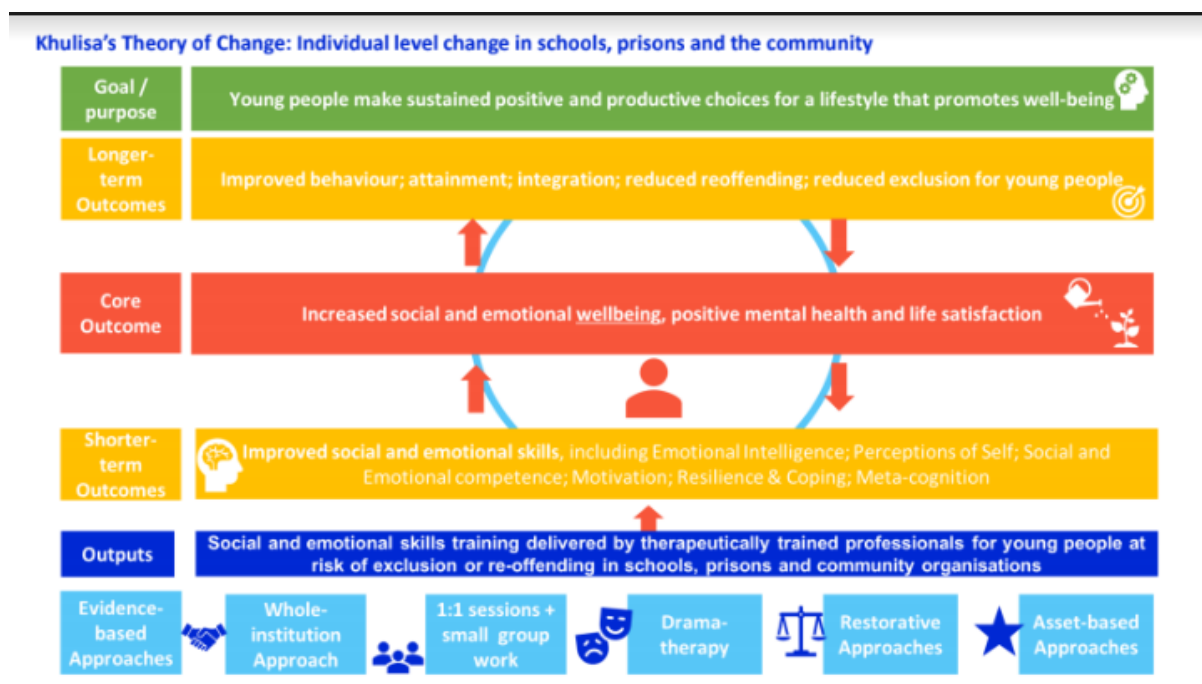 Khulisa's Theory of Change: Individual level change in schools, prisons and the community
Goal /
purpose
Young people make sustained positive and productive choices for a lifestyle that promotes well-being
Longer-
term
Outcomes
Improved behaviour; attainment; integration; reduced reoffending; reduced exclusion for young people
Core
Outcome
Increased social and emotional wellbeing, positive mental health and life satisfaction
Shorter-
term
Outcomes
Improved social and emotional skills, including Emotional Intelligence; Perceptions of Self; Social and
Emotional competence; Motivation; Resilience & Coping; Meta-cognition
Outputs
Social and emotional skills training delivered by therapeutically trained professionals for young people at
risk of exclusion or re-offending in schools, prisons and community organisations
Evidence-
based
Approaches
Whole-
institution
Approach
1:1 sessions +
small group
work
Drama-
therapy
Restorative
Approaches
Asset-based
Approaches